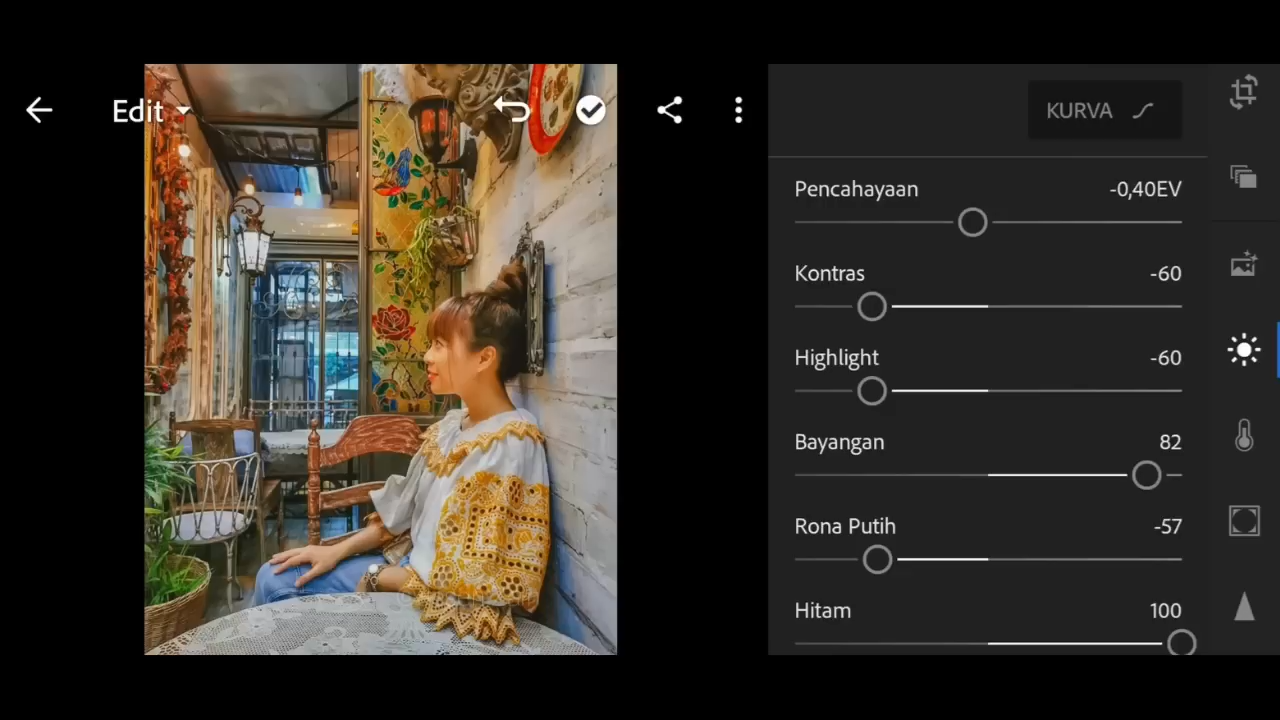 Edit
KURVA
Pencahayaan -0,40EV
Kontras -60
Highlight -60
Bayangan 82
Rona Putih -57
Hitam 100